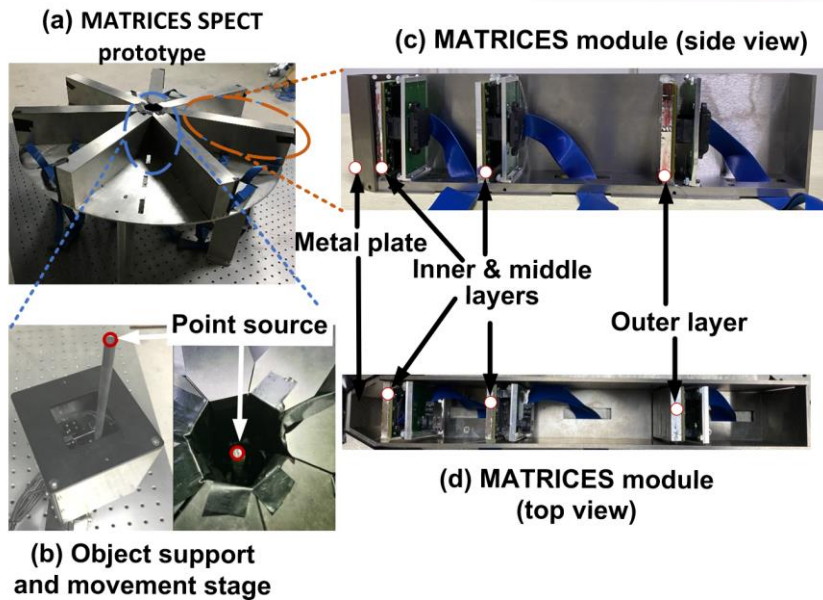 (a) MATRICES SPECT
prototype
(c) MATRICES module (side view)
Metal plate
Inner & middle
layers
Outer layer
Point source
(d) MATRICES module
(top view)
(b) Object support
and movement stage